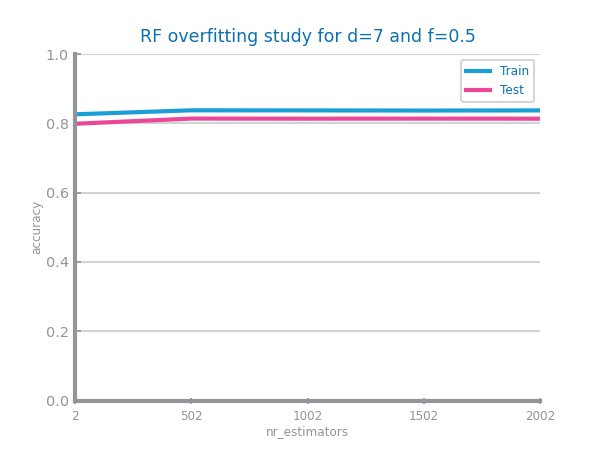 RF overfitting study for d=7 and f=0.5
1.0
0.8
0.6
0.4
0.2
0.0
accuracy
Train
Test
2 502 1002 1502 2002
nr_estimators